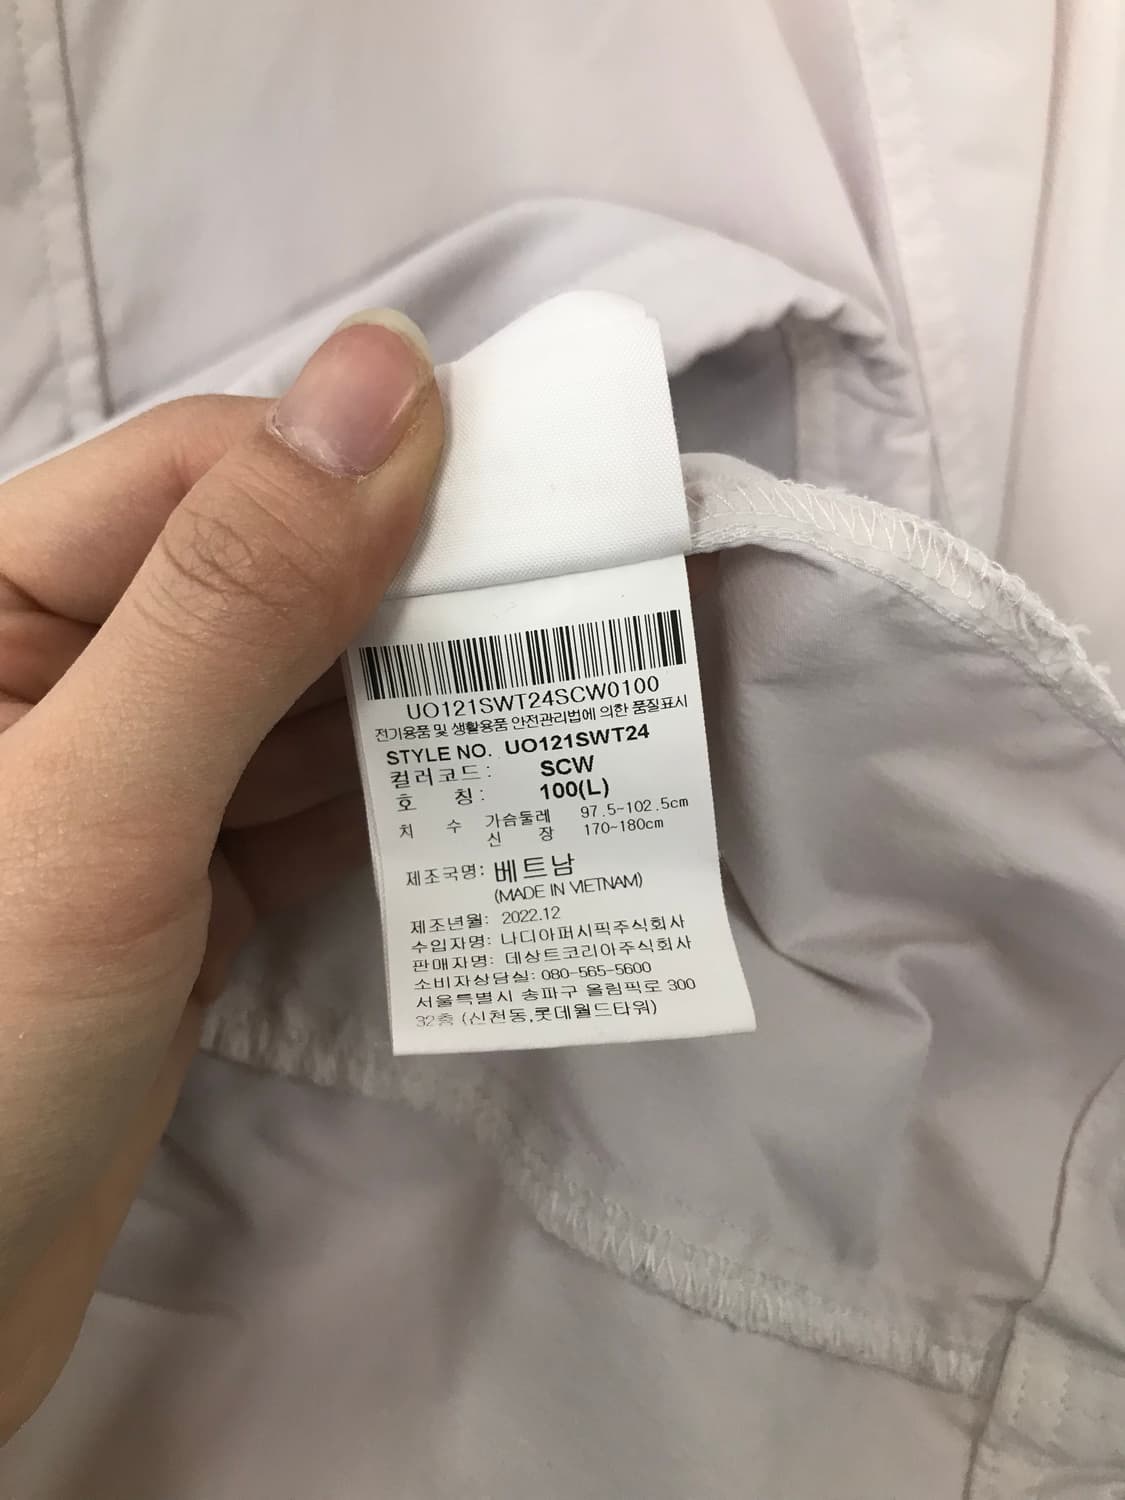 UO121SWT24SCW0100
전기용품 및 생활용품 안전관리법에 의한 품질표시
STYLE NO. UO121SWT24
컬러코드: SCW
호 칭: 100(L)
치 수 가슴둘레 97.5~102.5cm
신 장 170~180cm
제조국명: 베트남
(MADE IN VIETNAM)
제조년월: 2022.12
수입자명: 나디아퍼시픽주식회사
판매자명: 데상트코리아주식회사
소비자상담실: 080-565-5600
서울특별시 송파구 올림픽로 300
32층 (신천동,롯데월드타워)